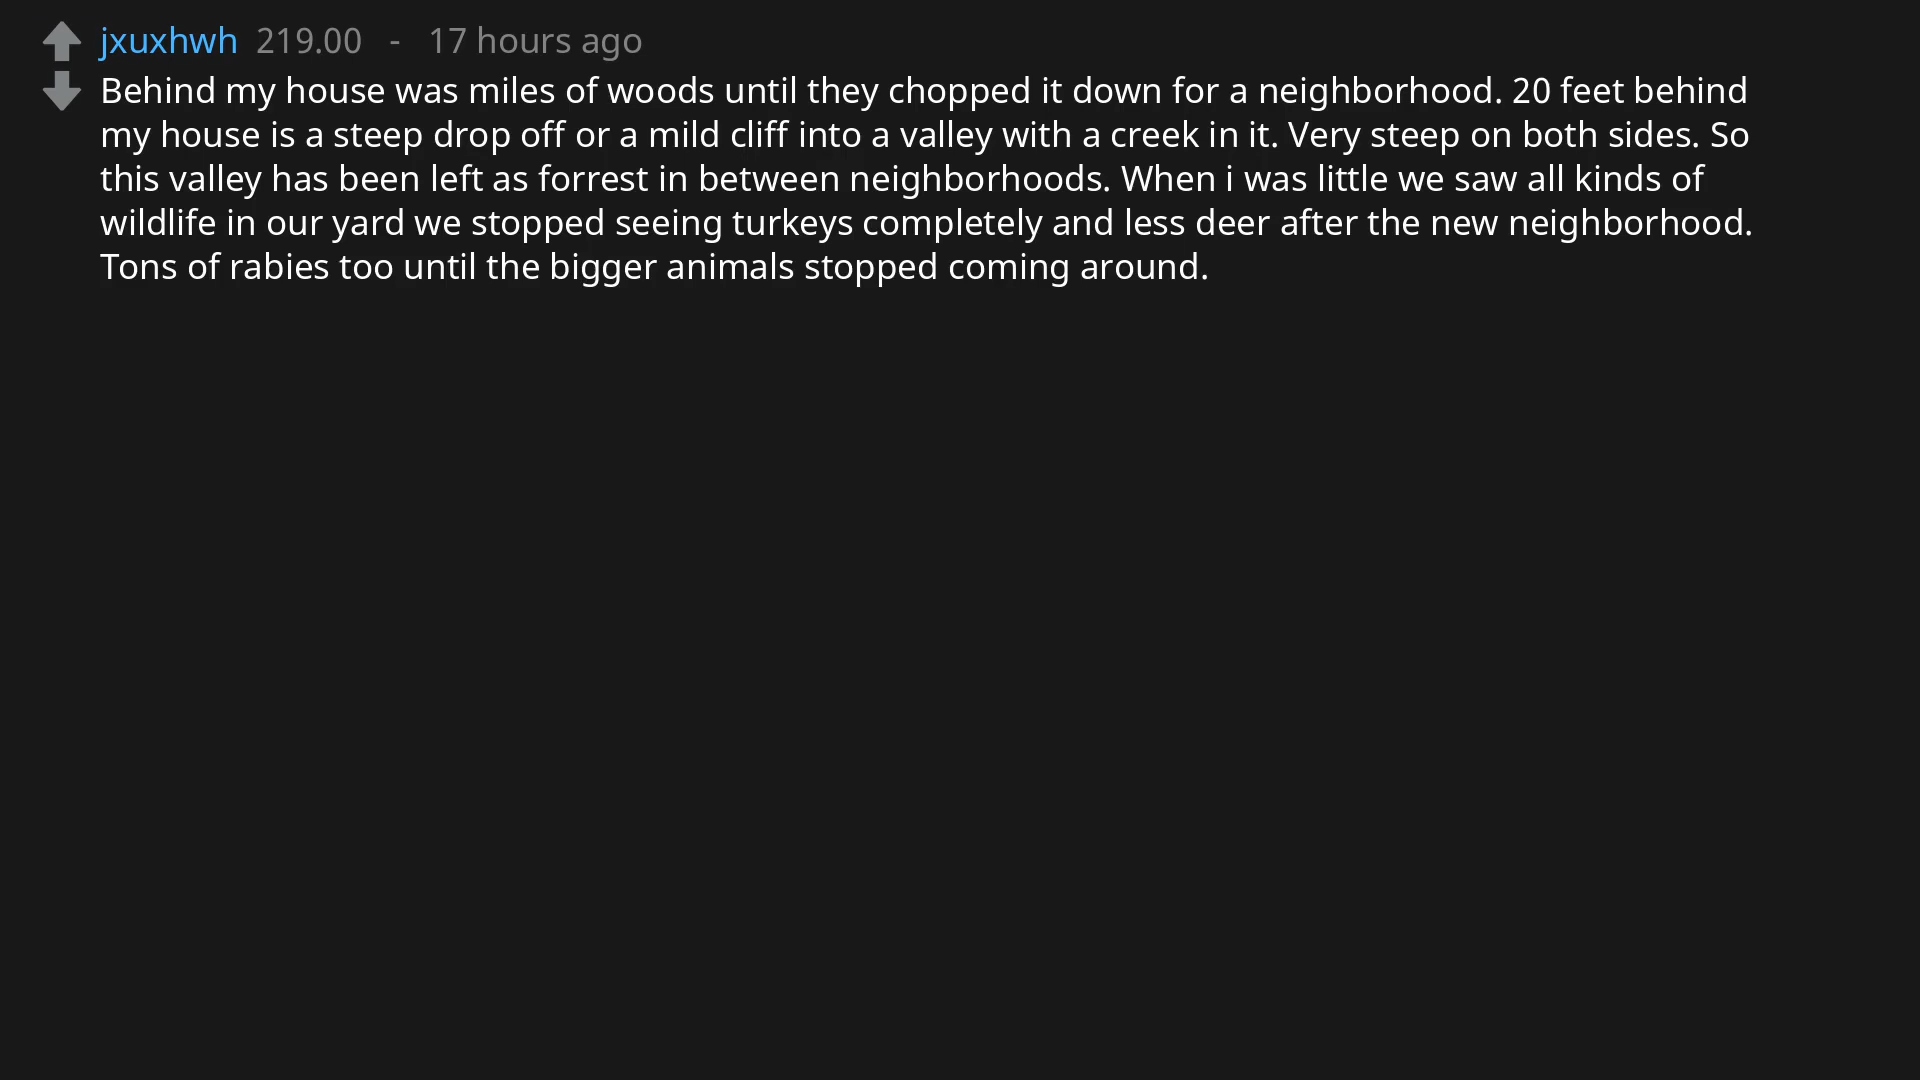 jxuxhwh 219.00 - 17 hours ago
Behind my house was miles of woods until they chopped it down for a neighborhood. 20 feet behind
my house is a steep drop off or a mild cliff into a valley with a creek in it. Very steep on both sides. So
this valley has been left as forrest in between neighborhoods. When i was little we saw all kinds of
wildlife in our yard we stopped seeing turkeys completely and less deer after the new neighborhood.
Tons of rabies too until the bigger animals stopped coming around.